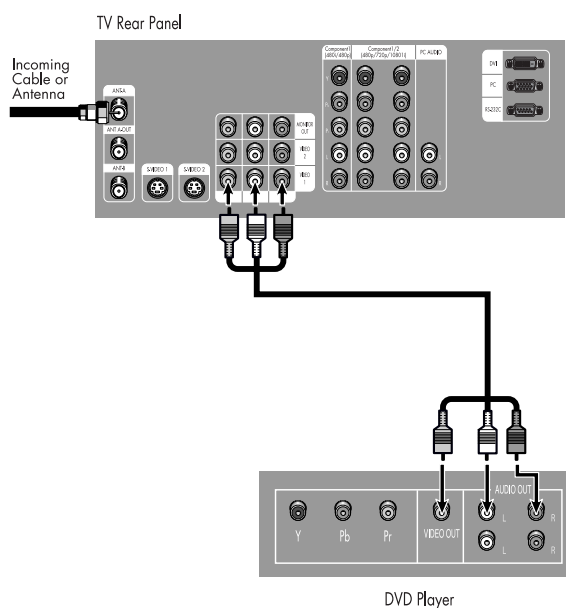 TV Rear Panel
Incoming
Cable or
Antenna
ANT-A
ANT A-OUT
ANT-B
S-VIDEO 1
S-VIDEO 2
MONITOR
OUT
VIDEO
2
VIDEO
1
Component1
(480i/480p)
Component1/2
(480p/720p/1080i)
PC AUDIO
L
R
L
R
DVI
PC
RS232C
Y
Pb
Pr
VIDEO OUT
AUDIO OUT
L
R
L
R
DVD Player